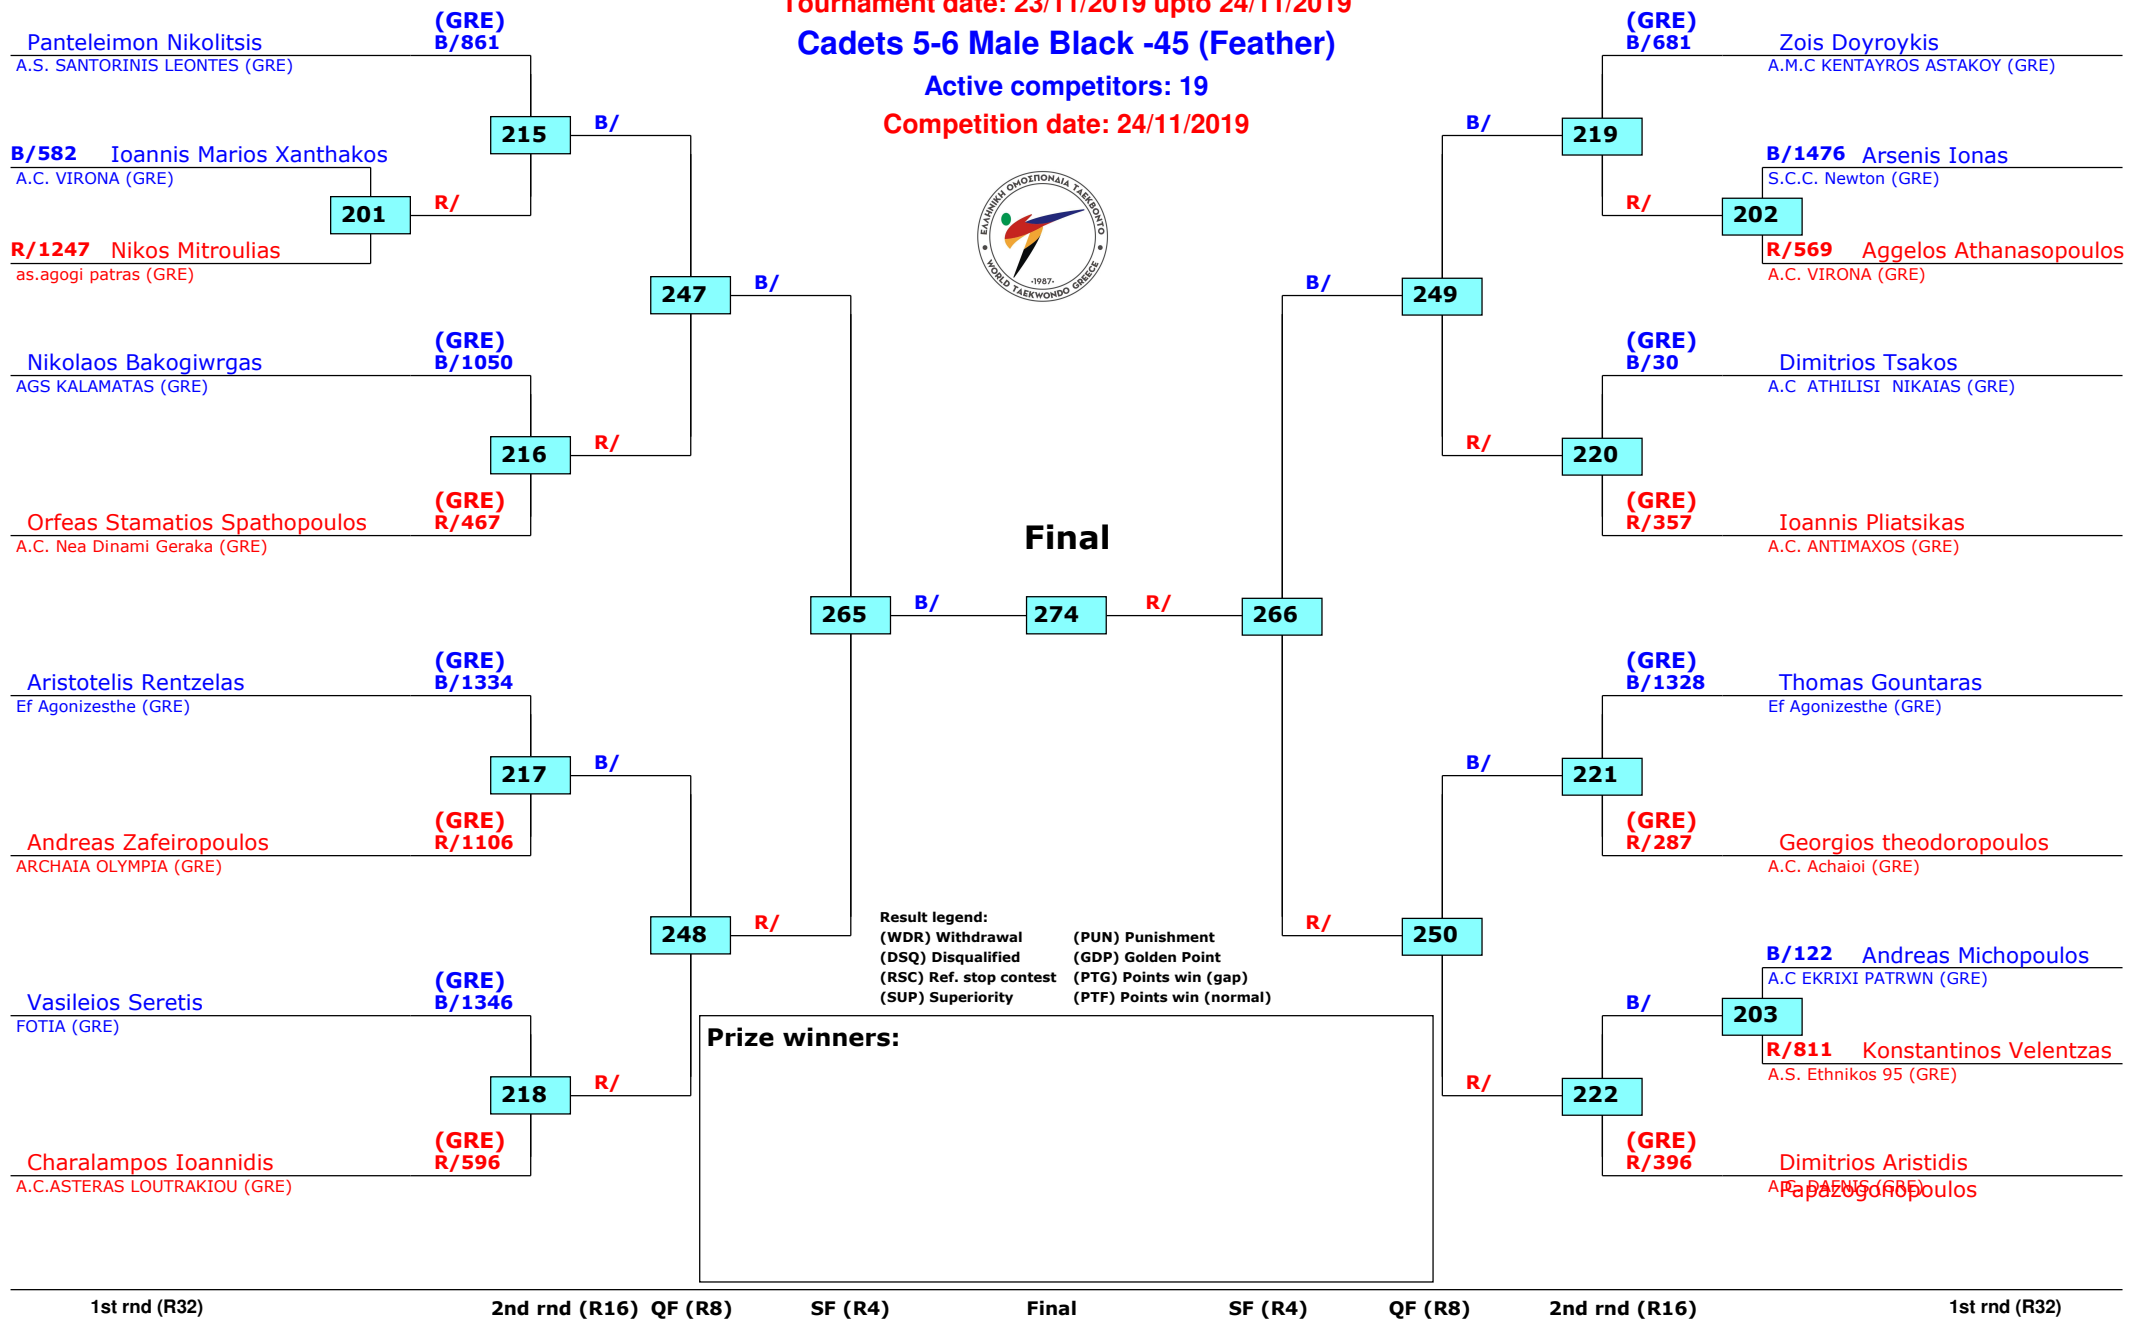 Tournament date: 23/11/2019 upto 24/11/2019
Cadets 5-6 Male Black -45 (Feather)
Active competitors: 19
Competition date: 24/11/2019
ΕΛΛΗΝΙΚΗ ΟΜΟΣΠΟΝΔΙΑ ΤΑΕΚΒΟΝΤΟ
·1987·
WORLD TAEKWONDO GREECE
(GRE)
Panteleimon Nikolitsis B/861
A.S. SANTORINIS LEONTES (GRE)
215 B/
B/582 Ioannis Marios Xanthakos
A.C. VIRONA (GRE)
201 R/
R/1247 Nikos Mitroulias
as.agogi patras (GRE)
247 B/
(GRE)
Nikolaos Bakogiwrgas B/1050
AGS KALAMATAS (GRE)
216 R/
(GRE)
Orfeas Stamatios Spathopoulos R/467
A.C. Nea Dinami Geraka (GRE)
265 B/
(GRE)
Aristotelis Rentzelas B/1334
Ef Agonizesthe (GRE)
217 B/
(GRE)
Andreas Zafeiropoulos R/1106
ARCHAIA OLYMPIA (GRE)
248 R/
(GRE)
Vasileios Seretis B/1346
FOTIA (GRE)
218 R/
(GRE)
Charalampos Ioannidis R/596
A.C.ASTERAS LOUTRAKIOU (GRE)
Final
274
(GRE)
B/681 Zois Doyroykis
A.M.C KENTAYROS ASTAKOY (GRE)
B/ 219
B/1476 Arsenis Ionas
S.C.C. Newton (GRE)
R/ 202
R/569 Aggelos Athanasopoulos
A.C. VIRONA (GRE)
B/ 249
(GRE)
B/30 Dimitrios Tsakos
A.C ATHILISI NIKAIAS (GRE)
R/ 220
(GRE)
R/357 Ioannis Pliatsikas
A.C. ANTIMAXOS (GRE)
R/ 266
(GRE)
B/1328 Thomas Gountaras
Ef Agonizesthe (GRE)
B/ 221
(GRE)
R/287 Georgios theodoropoulos
A.C. Achaioi (GRE)
R/ 250
B/122 Andreas Michopoulos
A.C EKRIXI PATRWN (GRE)
B/ 203
R/811 Konstantinos Velentzas
A.S. Ethnikos 95 (GRE)
R/ 222
(GRE)
R/396 Dimitrios Aristidis
A.C. DAFNIS (GRE)
Papazogonopoulos
Result legend:
(WDR) Withdrawal (PUN) Punishment
(DSQ) Disqualified (GDP) Golden Point
(RSC) Ref. stop contest (PTG) Points win (gap)
(SUP) Superiority (PTF) Points win (normal)
Prize winners:
1st rnd (R32) 2nd rnd (R16) QF (R8) SF (R4) Final SF (R4) QF (R8) 2nd rnd (R16) 1st rnd (R32)